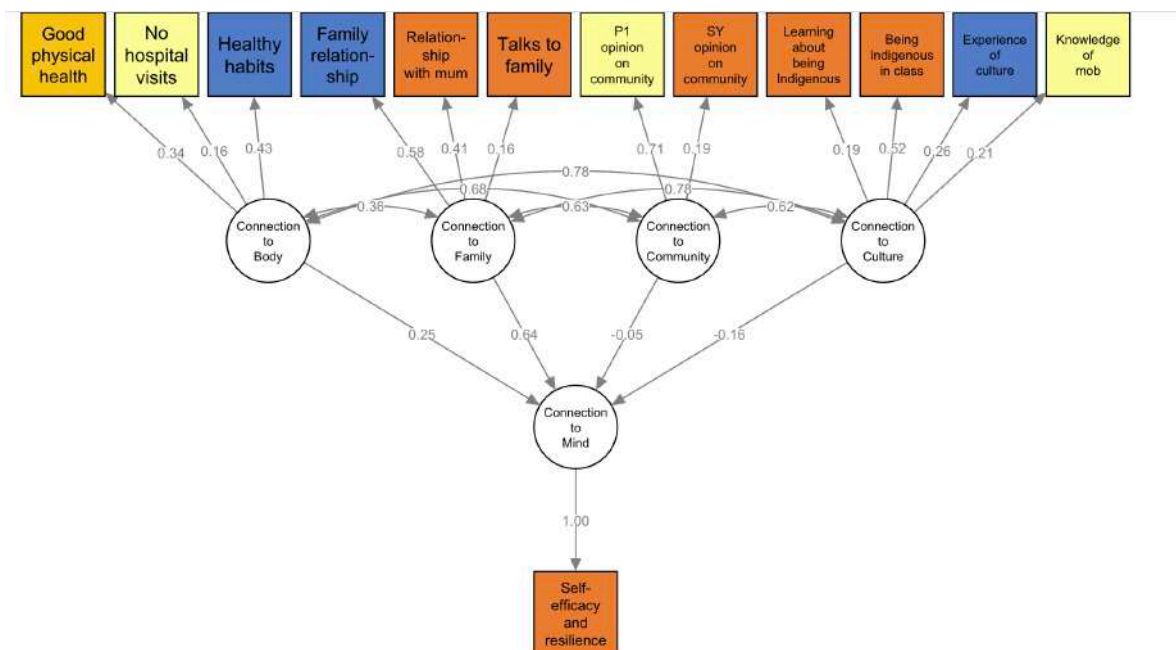 Good
physical
health
No
hospital
visits
Healthy
habits
Family
relation-
ship
Relation-
ship
with mum
Talks to
family
P1
opinion
on
community
SY
opinion
on
community
Learning
about
being
Indigenous
Being
Indigenous
in class
Experience
of
culture
Knowledge
of
mob
0.34
0.16
0.43
0.58
0.41
0.16
0.71
0.19
0.19
0.52
0.26
0.21
0.78
0.68
0.78
0.36
0.63
0.62
Connection
to
Body
Connection
to
Family
Connection
to
Community
Connection
to
Culture
0.25
0.64
-0.05
-0.16
Connection
to
Mind
1.00
Self-
efficacy
and
resilience